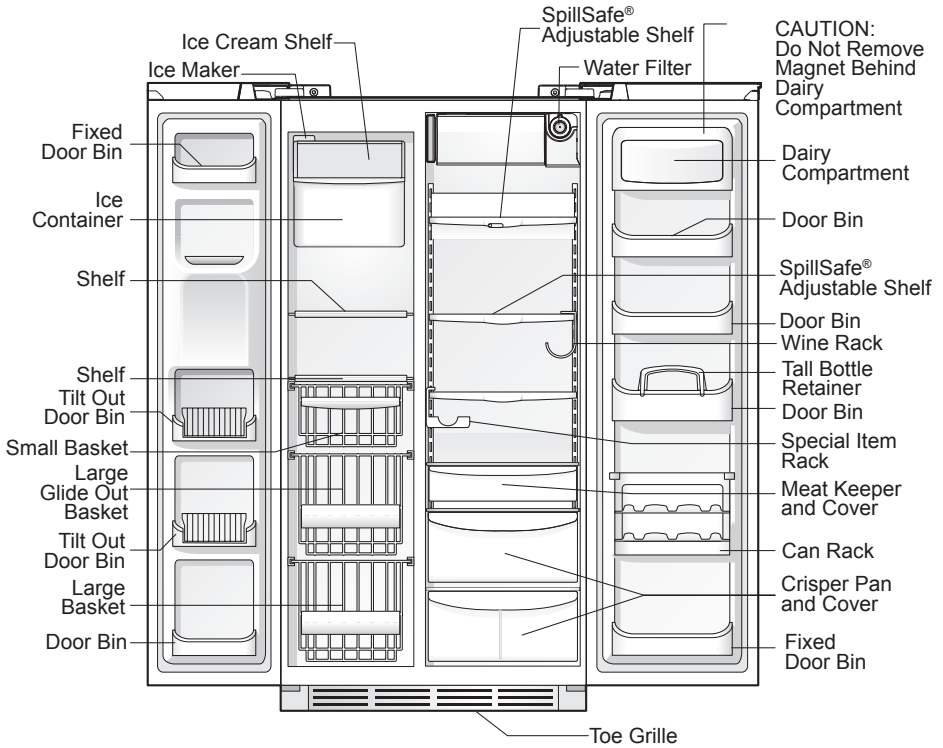 Ice Cream Shelf
Ice Maker
Fixed
Door Bin
Ice
Container
Shelf
Shelf
Tilt Out
Door Bin
Small Basket
Large
Glide Out
Basket
Tilt Out
Door Bin
Large
Basket
Door Bin
SpillSafe®
Adjustable Shelf
Water Filter
CAUTION:
Do Not Remove
Magnet Behind
Dairy
Compartment
Dairy
Compartment
Door Bin
SpillSafe®
Adjustable Shelf
Door Bin
Wine Rack
Tall Bottle
Retainer
Door Bin
Special Item
Rack
Meat Keeper
and Cover
Can Rack
Crisper Pan
and Cover
Fixed
Door Bin
Toe Grille